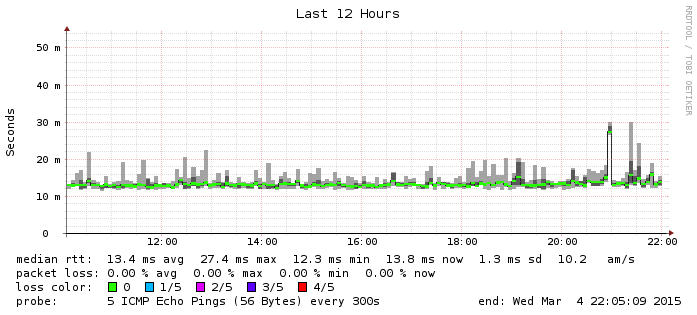 Last 12 Hours
RRDTOOL / TOBI OETIKER
Seconds
50 m
40 m
30 m
20 m
10 m
0
12:00 14:00 16:00 18:00 20:00 22:00
median rtt: 13.4 ms avg 27.4 ms max 12.3 ms min 13.8 ms now 1.3 ms sd 10.2 am/s
packet loss: 0.00 % avg 0.00 % max 0.00 % min 0.00 % now
loss color: 0 1/5 2/5 3/5 4/5
probe: 5 ICMP Echo Pings (56 Bytes) every 300s end: Wed Mar 4 22:05:09 2015